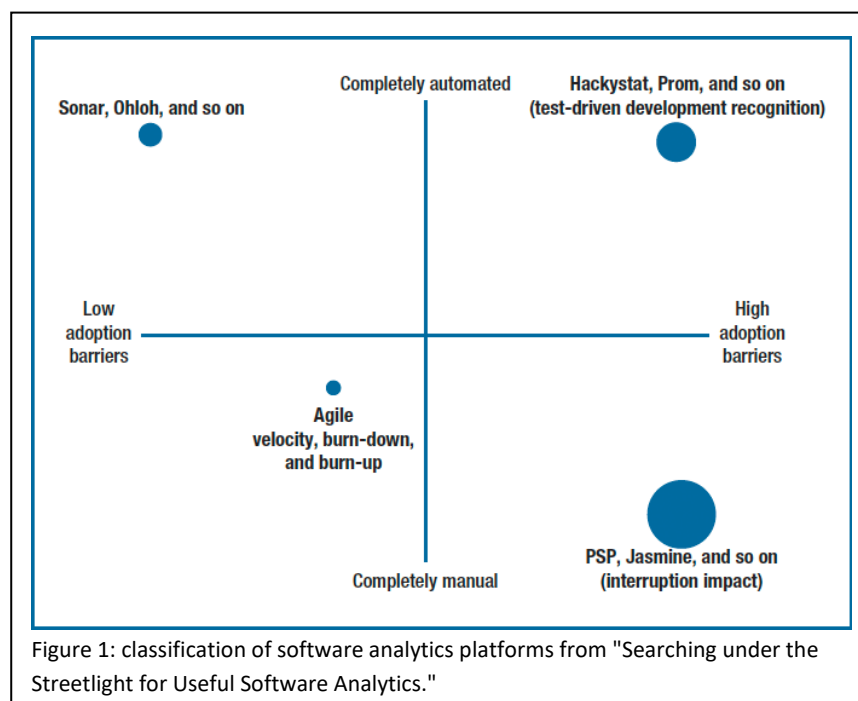 Completely automated
Hackystat, Prom, and so on
(test-driven development recognition)
Sonar, Ohloh, and so on
Low
adoption
barriers
High
adoption
barriers
Agile
velocity, burn-down,
and burn-up
PSP, Jasmine, and so on
(interruption impact)
Completely manual
Figure 1: classification of software analytics platforms from "Searching under the
Streetlight for Useful Software Analytics."